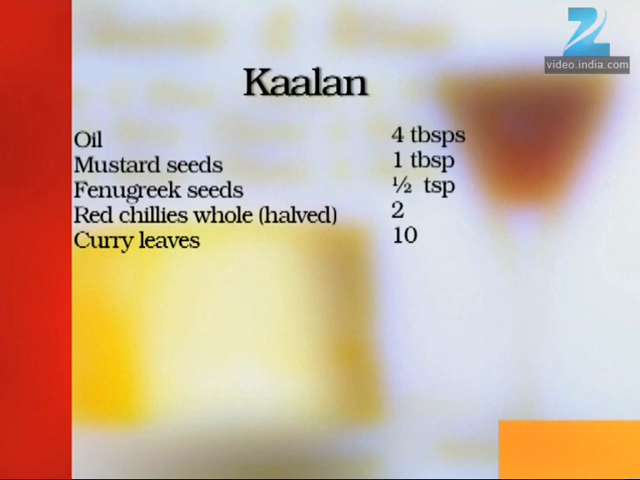 Z
video.india.com
Kaalan
Oil 4 tbsps
Mustard seeds 1 tbsp
Fenugreek seeds ½ tsp
Red chillies whole (halved) 2
Curry leaves 10